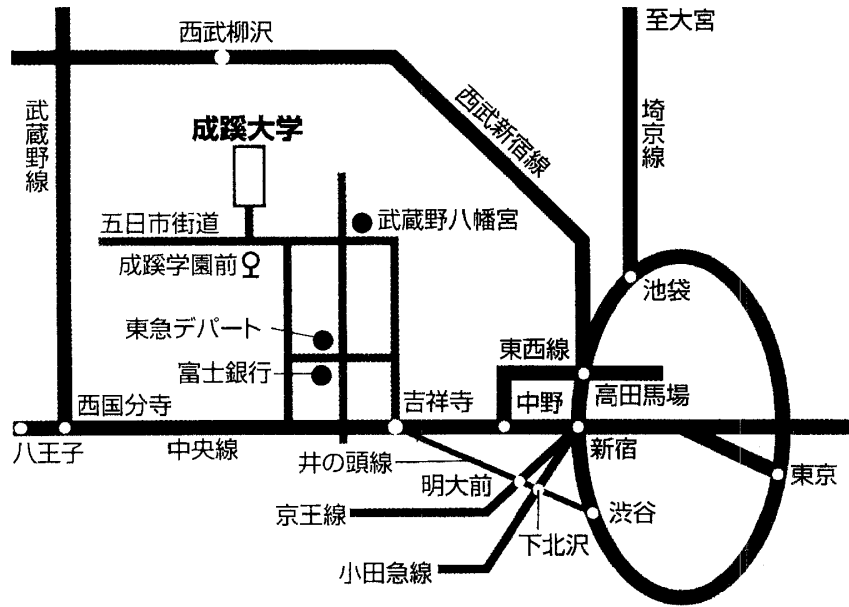 至大宮
西武柳沢
武蔵野線
西武新宿線
埼京線
成蹊大学
五日市街道
武蔵野八幡宮
成蹊学園前
池袋
東急デパート
東西線
富士銀行
高田馬場
西国分寺
吉祥寺
中野
八王子
中央線
新宿
井の頭線
明大前
東京
京王線
渋谷
下北沢
小田急線